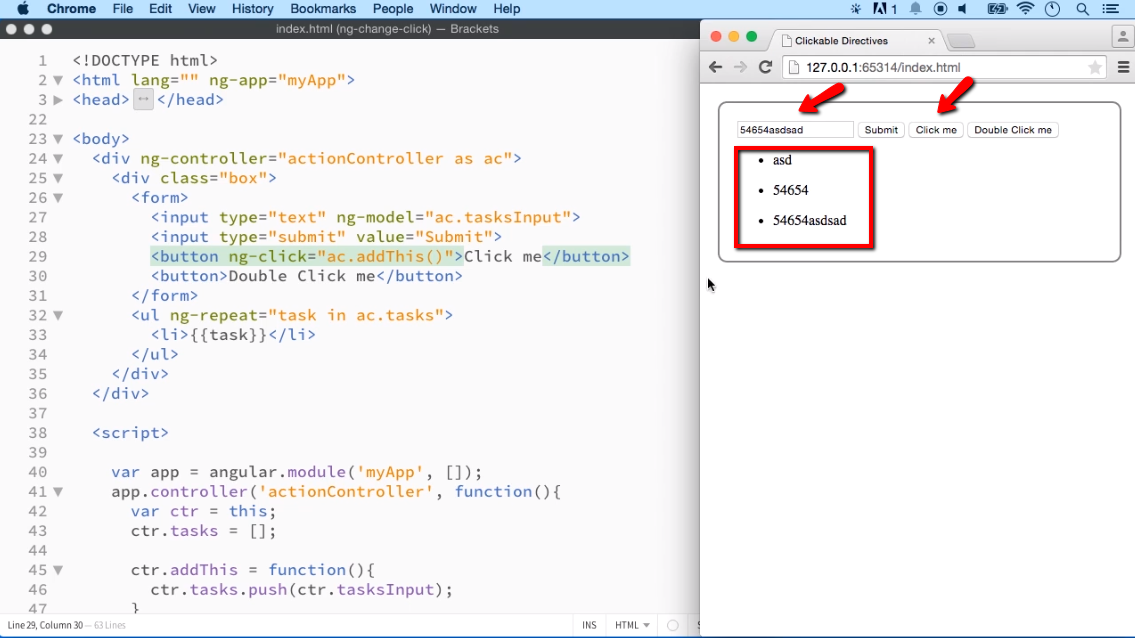 Chrome File Edit View History Bookmarks People Window Help 1
index.html (ng-change-click) — Brackets
1 <!DOCTYPE html>
2 <html lang="" ng-app="myApp">
3 <head> </head>
22
23 <body>
24 <div ng-controller="actionController as ac">
25 <div class="box">
26 <form>
27 <input type="text" ng-model="ac.tasksInput">
28 <input type="submit" value="Submit">
29 <button ng-click="ac.addThis()">Click me</button>
30 <button>Double Click me</button>
31 </form>
32 <ul ng-repeat="task in ac.tasks">
33 <li>{{task}}</li>
34 </ul>
35 </div>
36 </div>
37
38 <script>
39
40 var app = angular.module('myApp', []);
41 app.controller('actionController', function(){
42 var ctr = this;
43 ctr.tasks = [];
44
45 ctr.addThis = function(){
46 ctr.tasks.push(ctr.tasksInput);
47 }
Line 29, Column 30 — 63 Lines INS HTML
Clickable Directives
127.0.0.1:65314/index.html
54654asdsad Submit Click me Double Click me
• asd
• 54654
• 54654asdsad